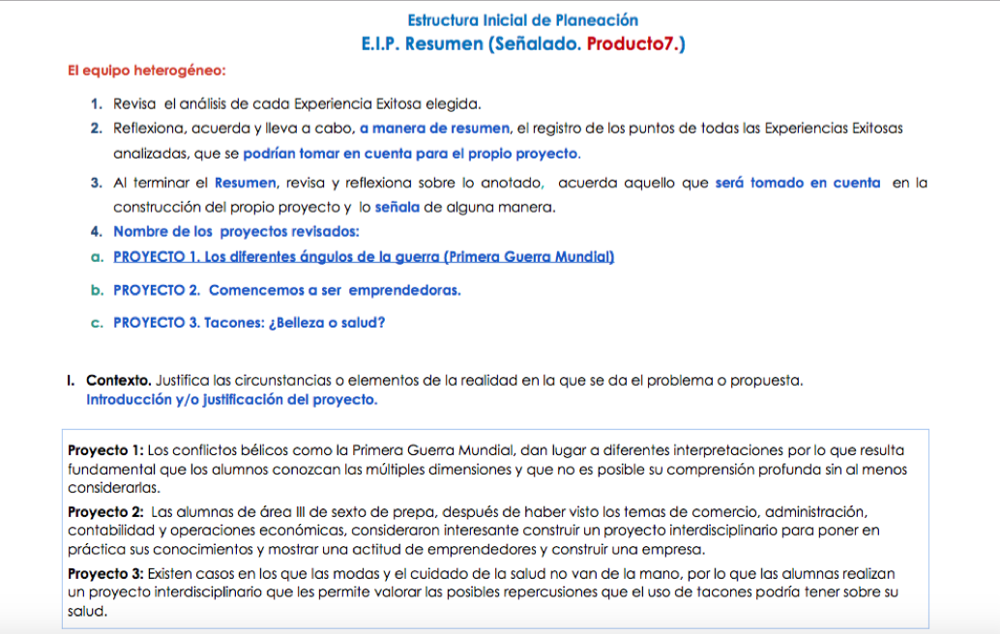 Estructura Inicial de Planeación
E.I.P. Resumen (Señalado. Producto7.)
El equipo heterogéneo:
1. Revisa el análisis de cada Experiencia Exitosa elegida.
2. Reflexiona, acuerda y lleva a cabo, a manera de resumen, el registro de los puntos de todas las Experiencias Exitosas
analizadas, que se podrían tomar en cuenta para el propio proyecto.
3. Al terminar el Resumen, revisa y reflexiona sobre lo anotado, acuerda aquello que será tomado en cuenta en la
construcción del propio proyecto y lo señala de alguna manera.
4. Nombre de los proyectos revisados:
a. PROYECTO 1. Los diferentes ángulos de la guerra (Primera Guerra Mundial)
b. PROYECTO 2. Comencemos a ser emprendedoras.
c. PROYECTO 3. Tacones: ¿Belleza o salud?
I. Contexto. Justifica las circunstancias o elementos de la realidad en la que se da el problema o propuesta.
Introducción y/o justificación del proyecto.
Proyecto 1: Los conflictos bélicos como la Primera Guerra Mundial, dan lugar a diferentes interpretaciones por lo que resulta
fundamental que los alumnos conozcan las múltiples dimensiones y que no es posible su comprensión profunda sin al menos
considerarlas.
Proyecto 2: Las alumnas de área III de sexto de prepa, después de haber visto los temas de comercio, administración,
contabilidad y operaciones económicas, consideraron interesante construir un proyecto interdisciplinario para poner en
práctica sus conocimientos y mostrar una actitud de emprendedores y construir una empresa.
Proyecto 3: Existen casos en los que las modas y el cuidado de la salud no van de la mano, por lo que las alumnas realizan
un proyecto interdisciplinario que les permite valorar las posibles repercusiones que el uso de tacones podría tener sobre su
salud.